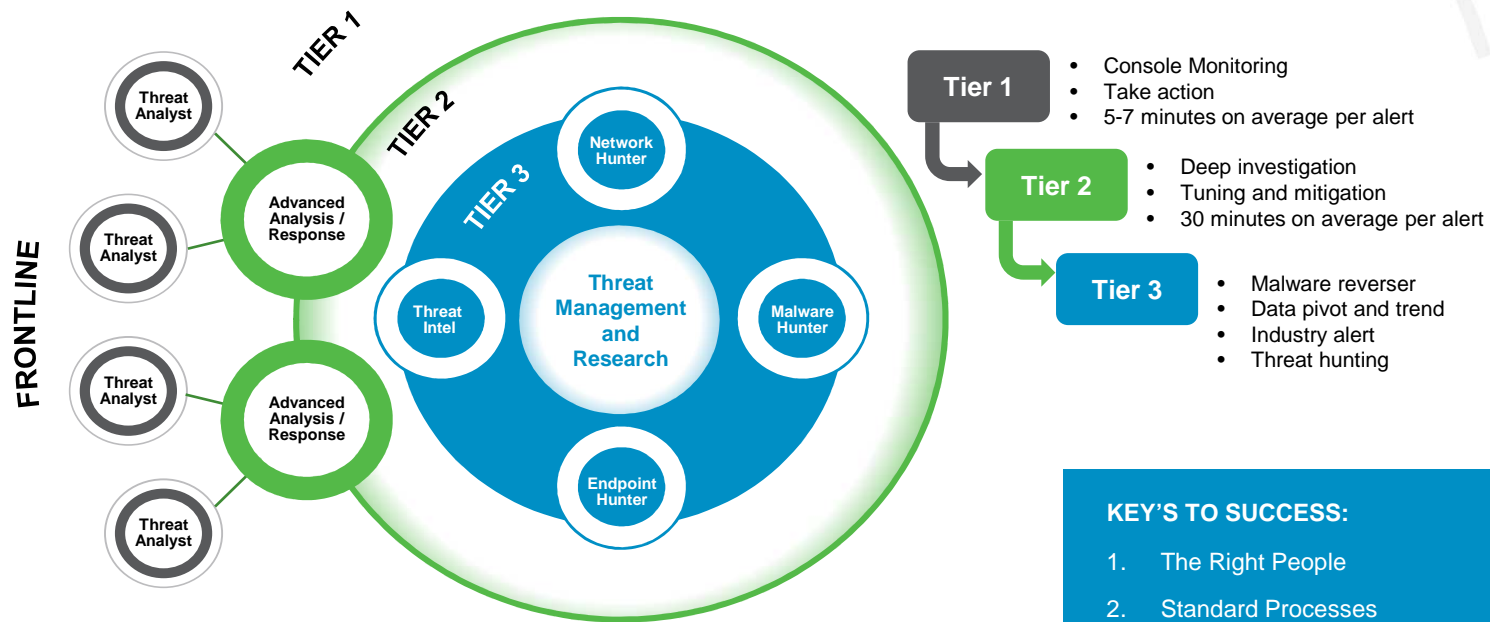 FRONTLINE
TIER 1
TIER 2
TIER 3
Threat
Analyst
Threat
Analyst
Threat
Analyst
Threat
Analyst
Advanced
Analysis /
Response
Advanced
Analysis /
Response
Network
Hunter
Threat
Intel
Threat
Management
and
Research
Malware
Hunter
Endpoint
Hunter
Tier 1
• Console Monitoring
• Take action
• 5-7 minutes on average per alert
Tier 2
• Deep investigation
• Tuning and mitigation
• 30 minutes on average per alert
Tier 3
• Malware reverser
• Data pivot and trend
• Industry alert
• Threat hunting
KEY'S TO SUCCESS:
1. The Right People
2. Standard Processes